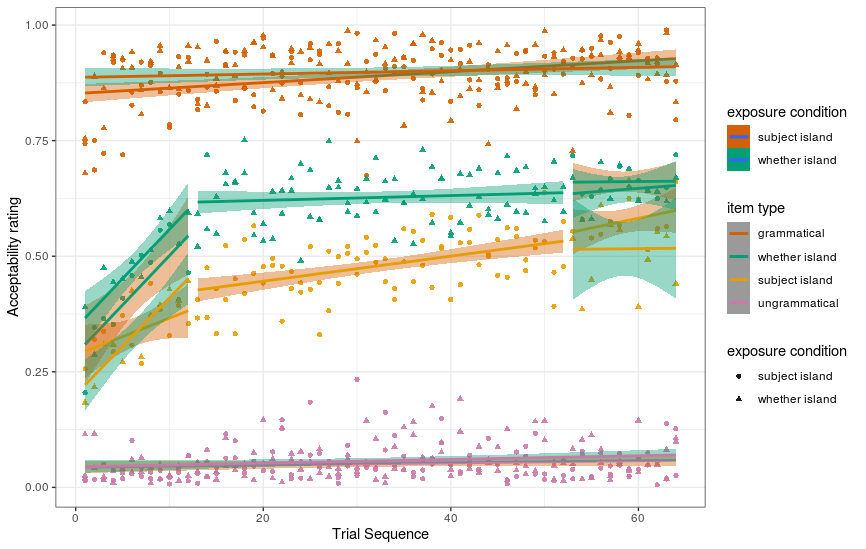 1.00
0.75
0.50
0.25
0.00
Acceptability rating
0
20
40
60
Trial Sequence
exposure condition
subject island
whether island
item type
grammatical
whether island
subject island
ungrammatical
exposure condition
subject island
whether island